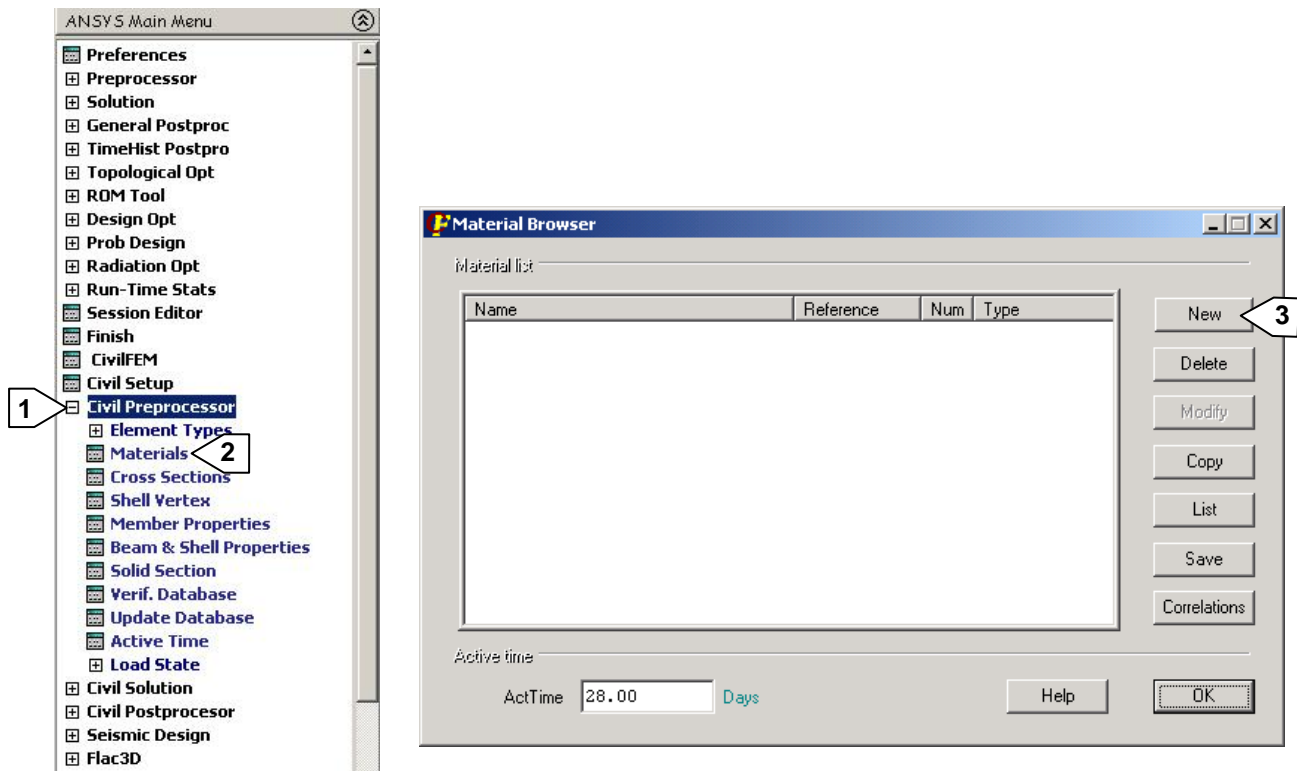 ANSYS Main Menu
Preferences
Preprocessor
Solution
General Postproc
TimeHist Postpro
Topological Opt
ROM Tool
Design Opt
Prob Design
Radiation Opt
Run-Time Stats
Session Editor
Finish
CivilFEM
Civil Setup
1
Civil Preprocessor
Element Types
Materials
2
Cross Sections
Shell Vertex
Member Properties
Beam & Shell Properties
Solid Section
Verif. Database
Update Database
Active Time
Load State
Civil Solution
Civil Postprocesor
Seismic Design
Flac3D
Material Browser
Material list
Name Reference Num Type
New
3
Delete
Modify
Copy
List
Save
Correlations
Active time
ActTime 28.00 Days
Help
OK